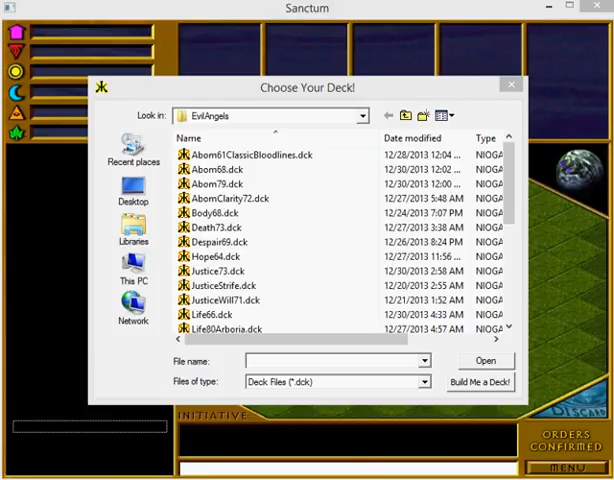 Sanctum
Choose Your Deck!
Look in: EvilAngels
Name Date modified Type
Abom61ClassicBloodlines.dck 12/28/2013 12:04 ... NIOGA
Abom68.dck 12/30/2013 12:02 ... NIOGA
Abom79.dck 12/30/2013 12:00 ... NIOGA
AbomClarity72.dck 12/27/2013 5:48 AM NIOGA
Body68.dck 12/24/2013 7:07 PM NIOGA
Death73.dck 12/27/2013 3:38 AM NIOGA
Despair69.dck 12/26/2013 8:24 PM NIOGA
Hope64.dck 12/27/2013 11:56 ... NIOGA
Justice73.dck 12/30/2013 2:58 AM NIOGA
JusticeStrife.dck 12/20/2013 2:55 AM NIOGA
JusticeWill71.dck 12/21/2013 1:52 AM NIOGA
Life66.dck 12/30/2013 4:33 AM NIOGA
Life80Arboria.dck 12/27/2013 4:57 AM NIOGA
Recent places
Desktop
Libraries
This PC
Network
File name: Open
Files of type: Deck Files (*.dck) Build Me a Deck!
INITIATIVE
DISCARD
ORDERS
CONFIRMED
MENU